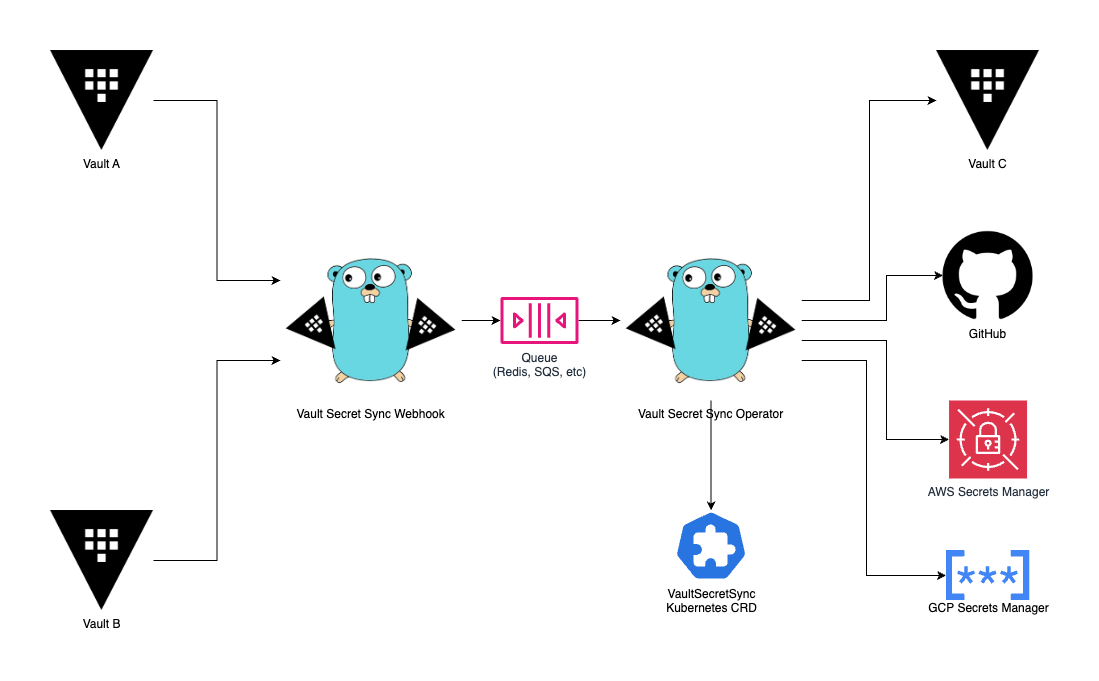 Vault A
Vault C
GitHub
Queue
(Redis, SQS, etc)
Vault Secret Sync Webhook
Vault Secret Sync Operator
AWS Secrets Manager
VaultSecretSync
Kubernetes CRD
***
GCP Secrets Manager
Vault B